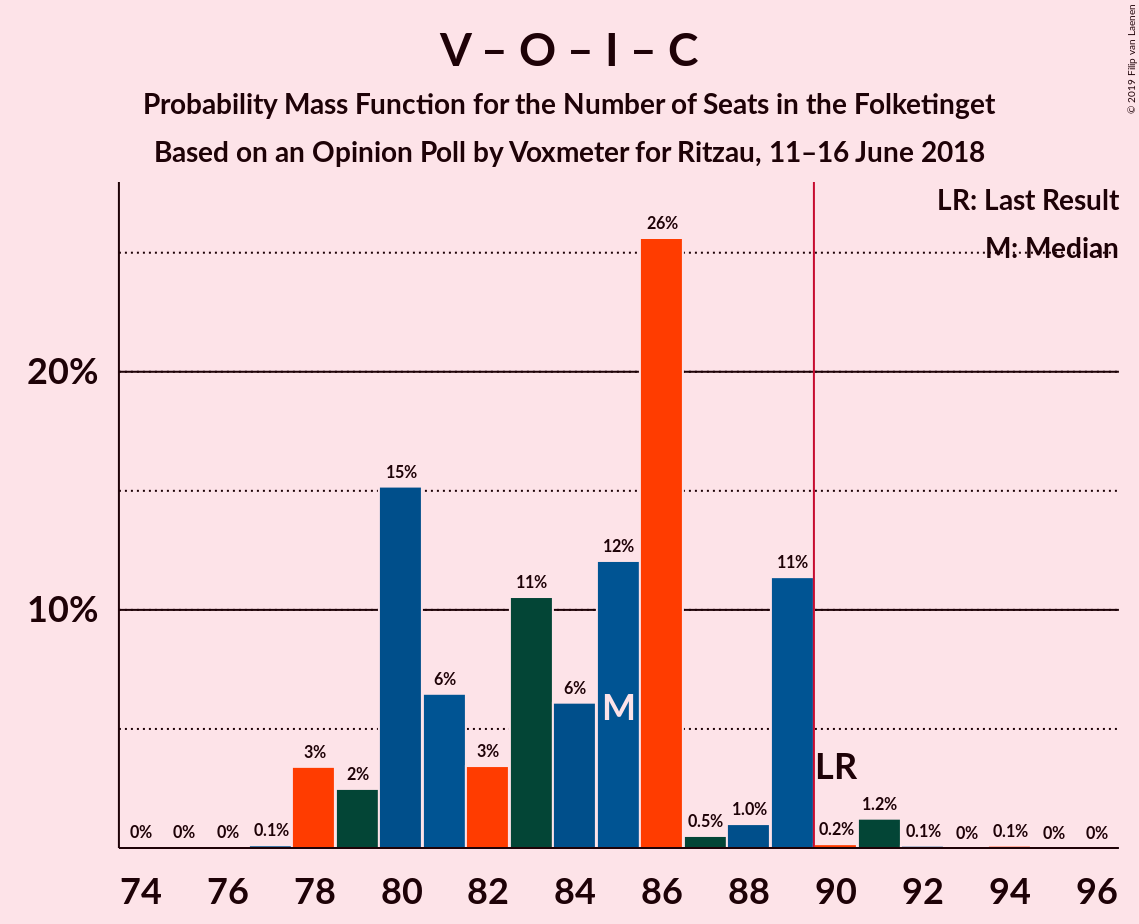 V – O – I – C
Probability Mass Function for the Number of Seats in the Folketinget
Based on an Opinion Poll by Voxmeter for Ritzau, 11–16 June 2018
© 2019 Filip van Laenen
LR: Last Result
M: Median
20%
10%
0% 0% 0% 0.1% 3% 2% 15% 6% 3% 11% 6% 12% 26% 0.5% 1.0% 11% 0.2% 1.2% 0.1% 0% 0.1% 0% 0%
M
LR
74 76 78 80 82 84 86 88 90 92 94 96